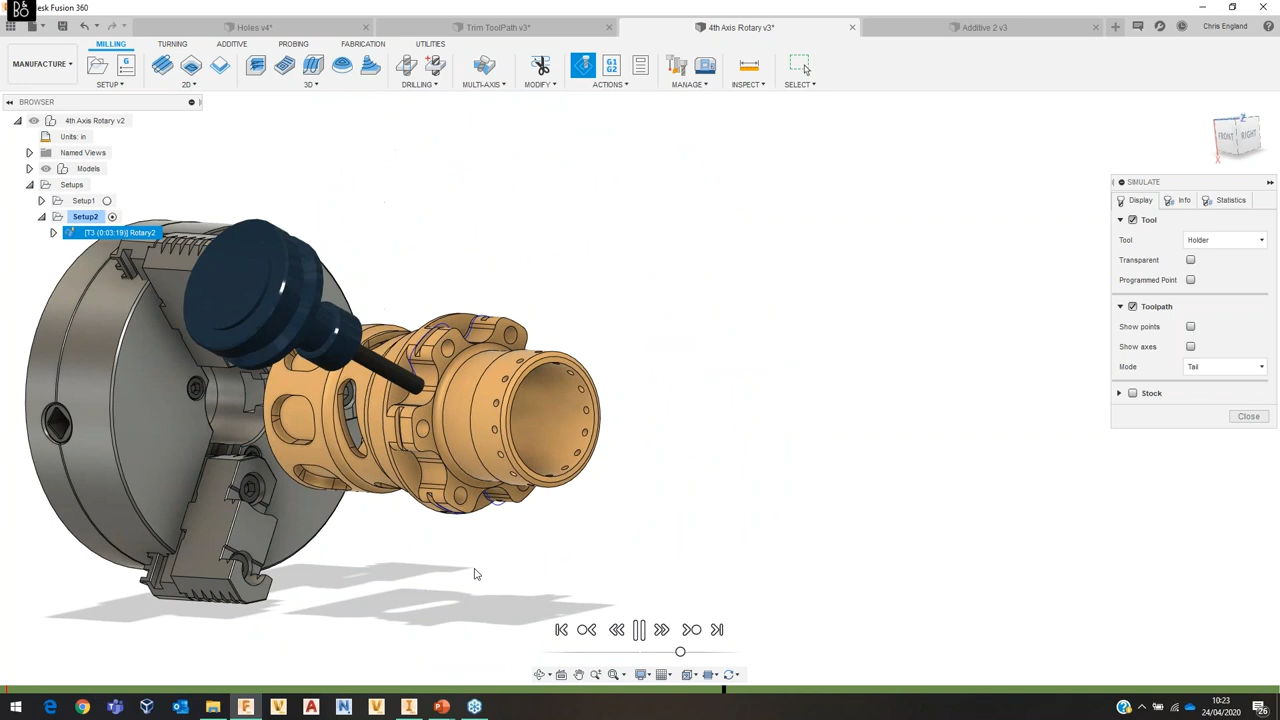 B&O
desk Fusion 360
Holes v4*
Trim ToolPath v3*
4th Axis Rotary v3*
Additive 2 v3
Chris England
MANUFACTURE
MILLING
TURNING
ADDITIVE
PROBING
FABRICATION
UTILITIES
G1
G2
SETUP
2D
3D
DRILLING
MULTI-AXIS
MODIFY
ACTIONS
MANAGE
INSPECT
SELECT
BROWSER
4th Axis Rotary v2
Units: in
Named Views
Models
Setups
Setup1
Setup2
[T3 (0:03:19)] Rotary2
Z
FRONT
RIGHT
X
SIMULATE
Display
Info
Statistics
Tool
Tool
Holder
Transparent
Programmed Point
Toolpath
Show points
Show axes
Mode
Tail
Stock
Close
10:23
24/04/2020
26